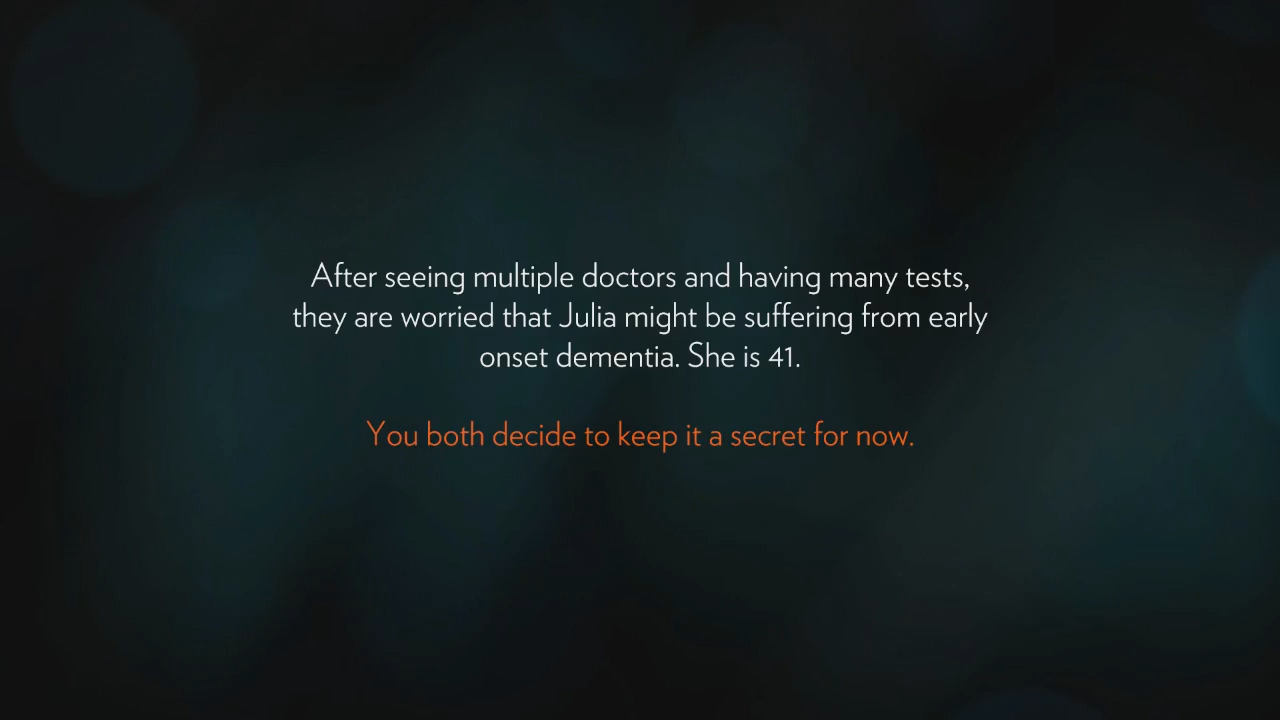 After seeing multiple doctors and having many tests,
they are worried that Julia might be suffering from early
onset dementia. She is 41.
You both decide to keep it a secret for now.